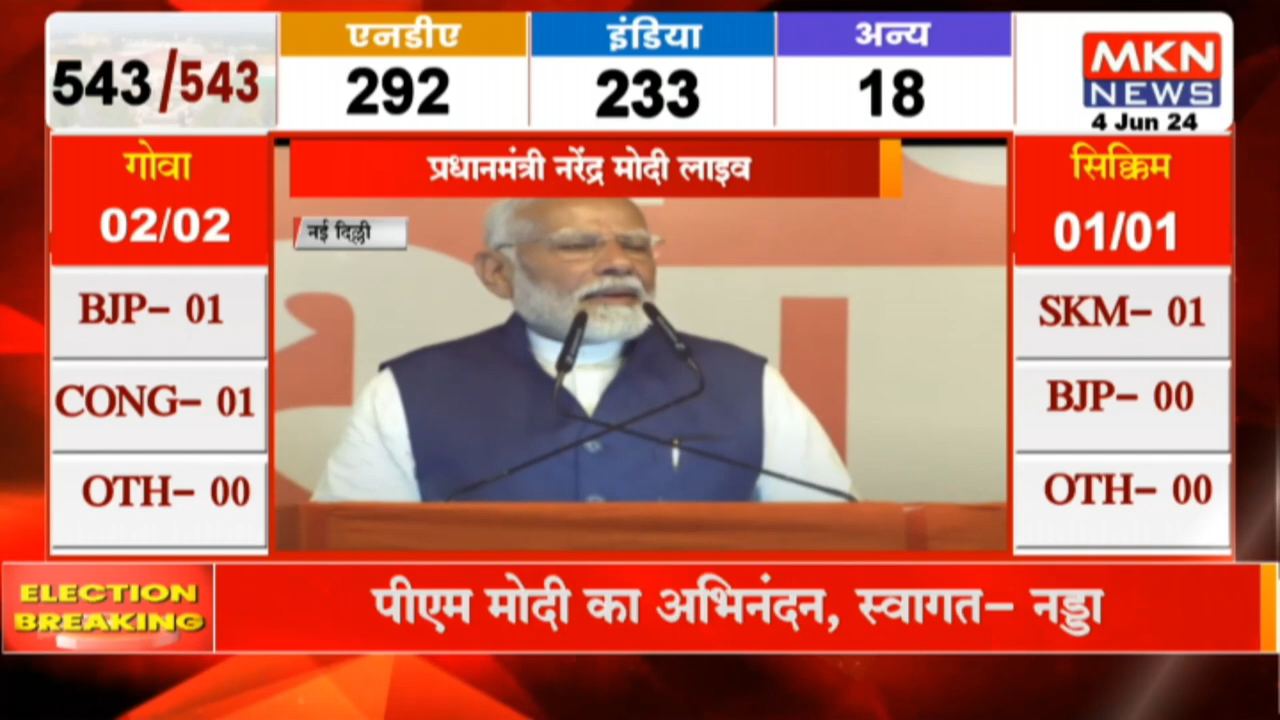 543/543
एनडीए
292
इंडिया
233
अन्य
18
MKN
NEWS
4 Jun 24
गोवा
02/02
BJP- 01
CONG- 01
OTH- 00
प्रधानमंत्री नरेंद्र मोदी लाइव
नई दिल्ली
सिक्किम
01/01
SKM- 01
BJP- 00
OTH- 00
ELECTION
BREAKING
पीएम मोदी का अभिनंदन, स्वागत- नड्डा